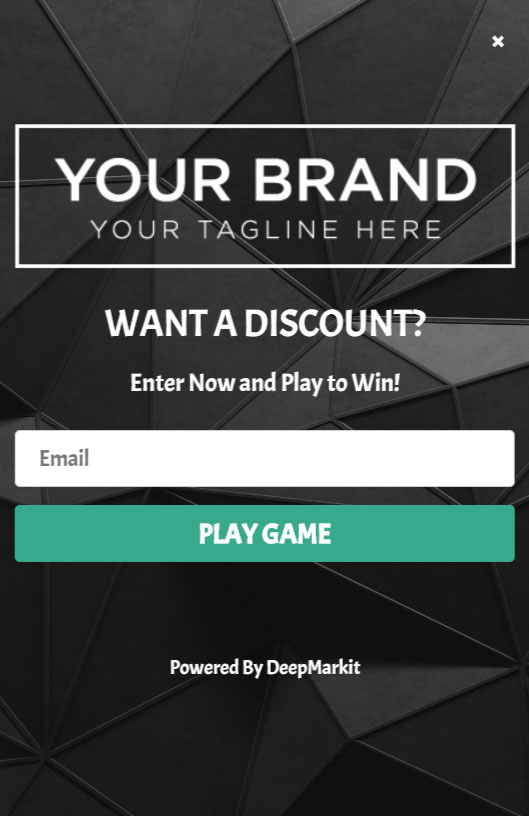 ×
YOUR BRAND
YOUR TAGLINE HERE
WANT A DISCOUNT?
Enter Now and Play to Win!
Email
PLAY GAME
Powered By DeepMarkit